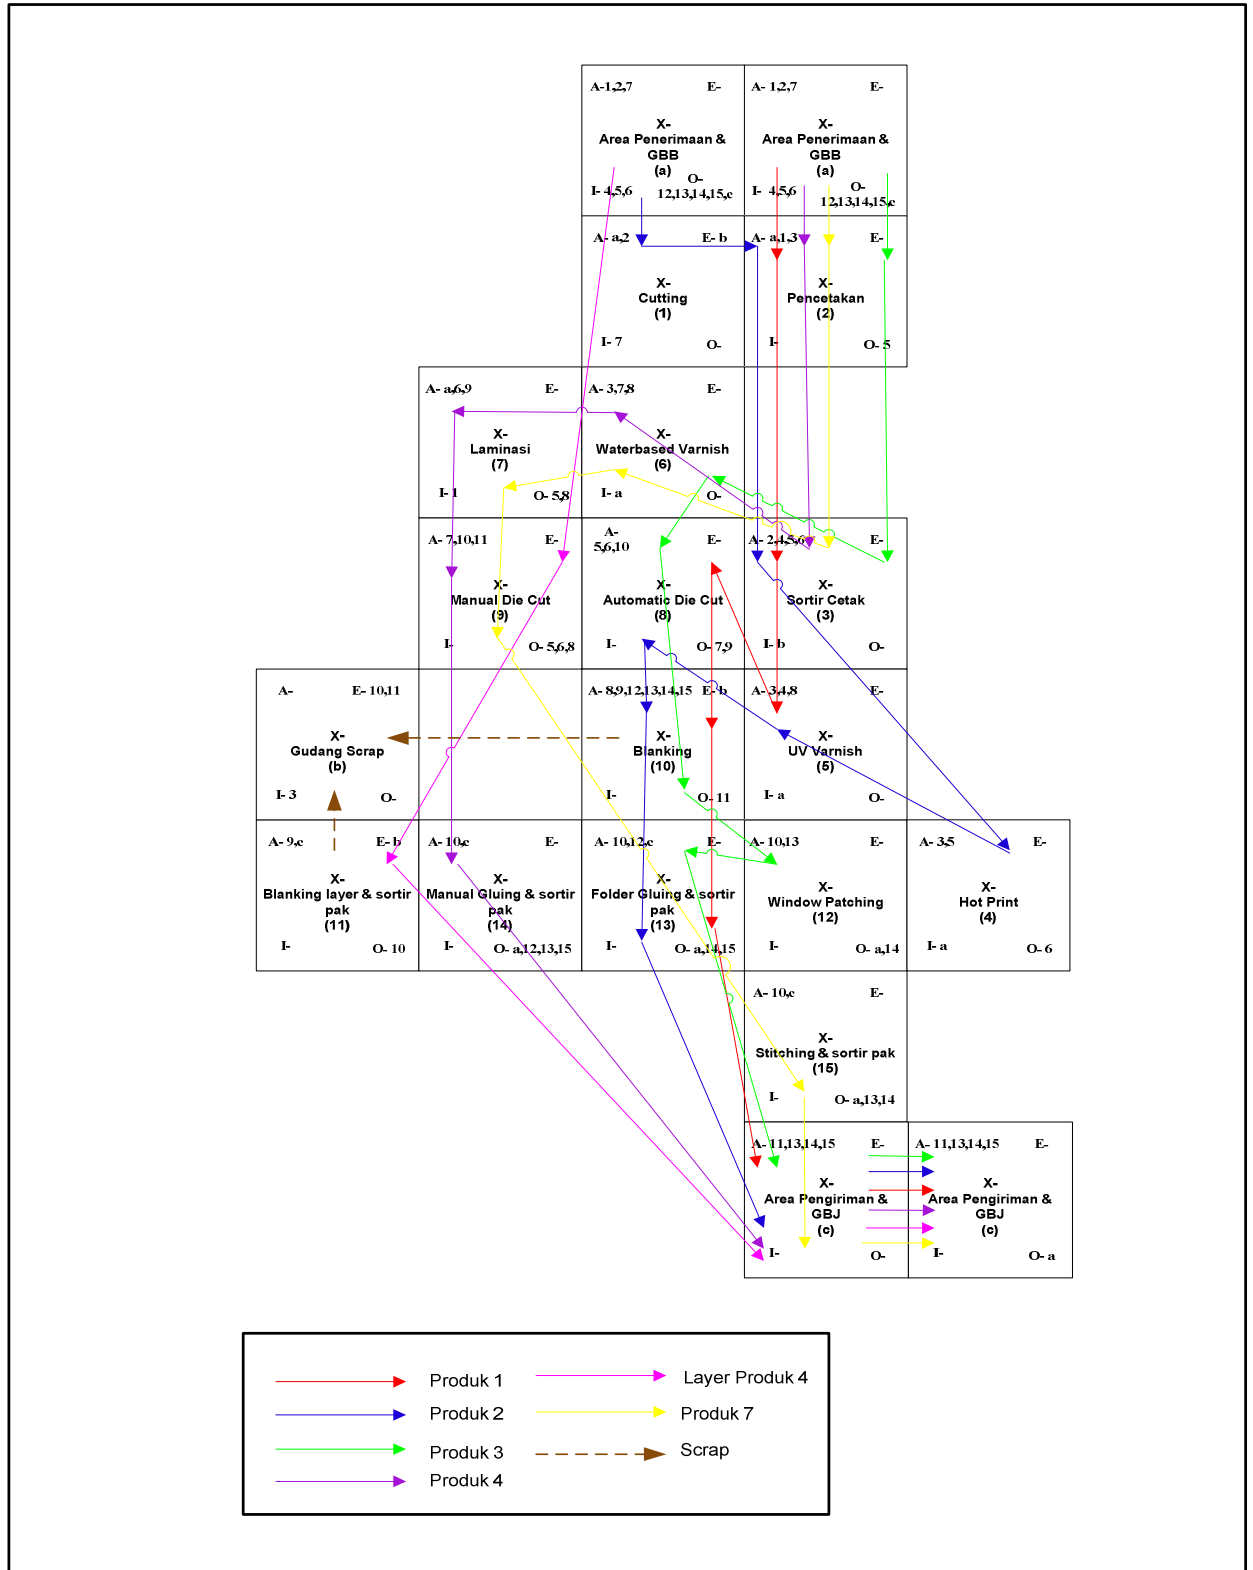 A-1,2,7 E-
X-
Area Penerimaan &
GBB
(a)
O-
I- 4,5,6 12,13,14,15,c
A- 1,2,7 E-
X-
Area Penerimaan &
GBB
(a)
O-
I- 4,5,6 12,13,14,15,c
A- a,2 E- b
X-
Cutting
(1)
I- 7 O-
A- a,1,3 E-
X-
Pencetakan
(2)
I- O- 5
A- a,6,9 E-
X-
Laminasi
(7)
I- 1 O- 5,8
A- 3,7,8 E-
X-
Waterbased Varnish
(6)
I- a O-
A- 7,10,11 E-
X-
Manual Die Cut
(9)
I- O- 5,6,8
A-
5,6,10 E-
X-
Automatic Die Cut
(8)
I- O- 7,9
A- 2,4,5,6,7 E-
X-
Sortir Cetak
(3)
I- b O-
A- E- 10,11
X-
Gudang Scrap
(b)
I- 3 O-
A- 8,9,12,13,14,15 E- b
X-
Blanking
(10)
I- O- 11
A- 3,4,8 E-
X-
UV Varnish
(5)
I- a O-
A- 9,c E- b
X-
Blanking layer & sortir
pak
(11)
I- O- 10
A- 10,c E-
X-
Manual Gluing & sortir
pak
(14)
I- O- a,12,13,15
A- 10,12,c E-
X-
Folder Gluing & sortir
pak
(13)
I- O- a,14,15
A- 10,13 E-
X-
Window Patching
(12)
I- O- a,14
A- 3,5 E-
X-
Hot Print
(4)
I- a O- 6
A- 10,c E-
X-
Stitching & sortir pak
(15)
I- O- a,13,14
A- 11,13,14,15 E-
X-
Area Pengiriman &
GBJ
(c)
I- O-
A- 11,13,14,15 E-
X-
Area Pengiriman &
GBJ
(c)
I- O- a
Produk 1
Produk 2
Produk 3
Produk 4
Layer Produk 4
Produk 7
Scrap